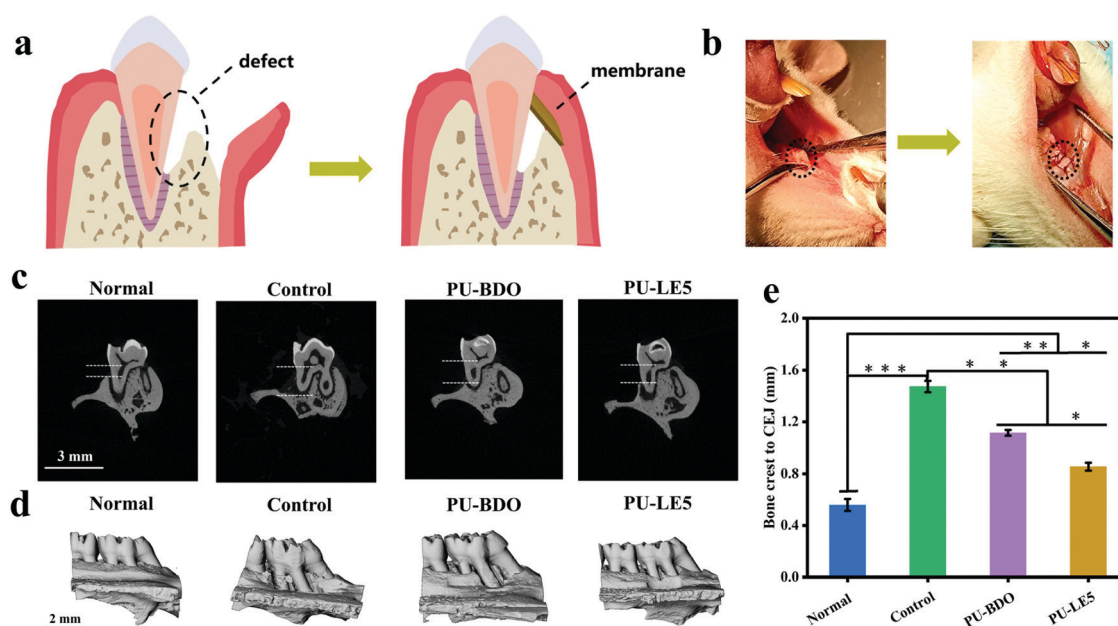 a
defect
membrane
b
c
Normal
Control
PU-BDO
PU-LE5
3 mm
d
Normal
Control
PU-BDO
PU-LE5
2 mm
e
Bone crest to CEJ (mm)
2.0
1.6
1.2
0.8
0.4
0.0
* * *
* *
* *
*
*
Normal
Control
PU-BDO
PU-LE5